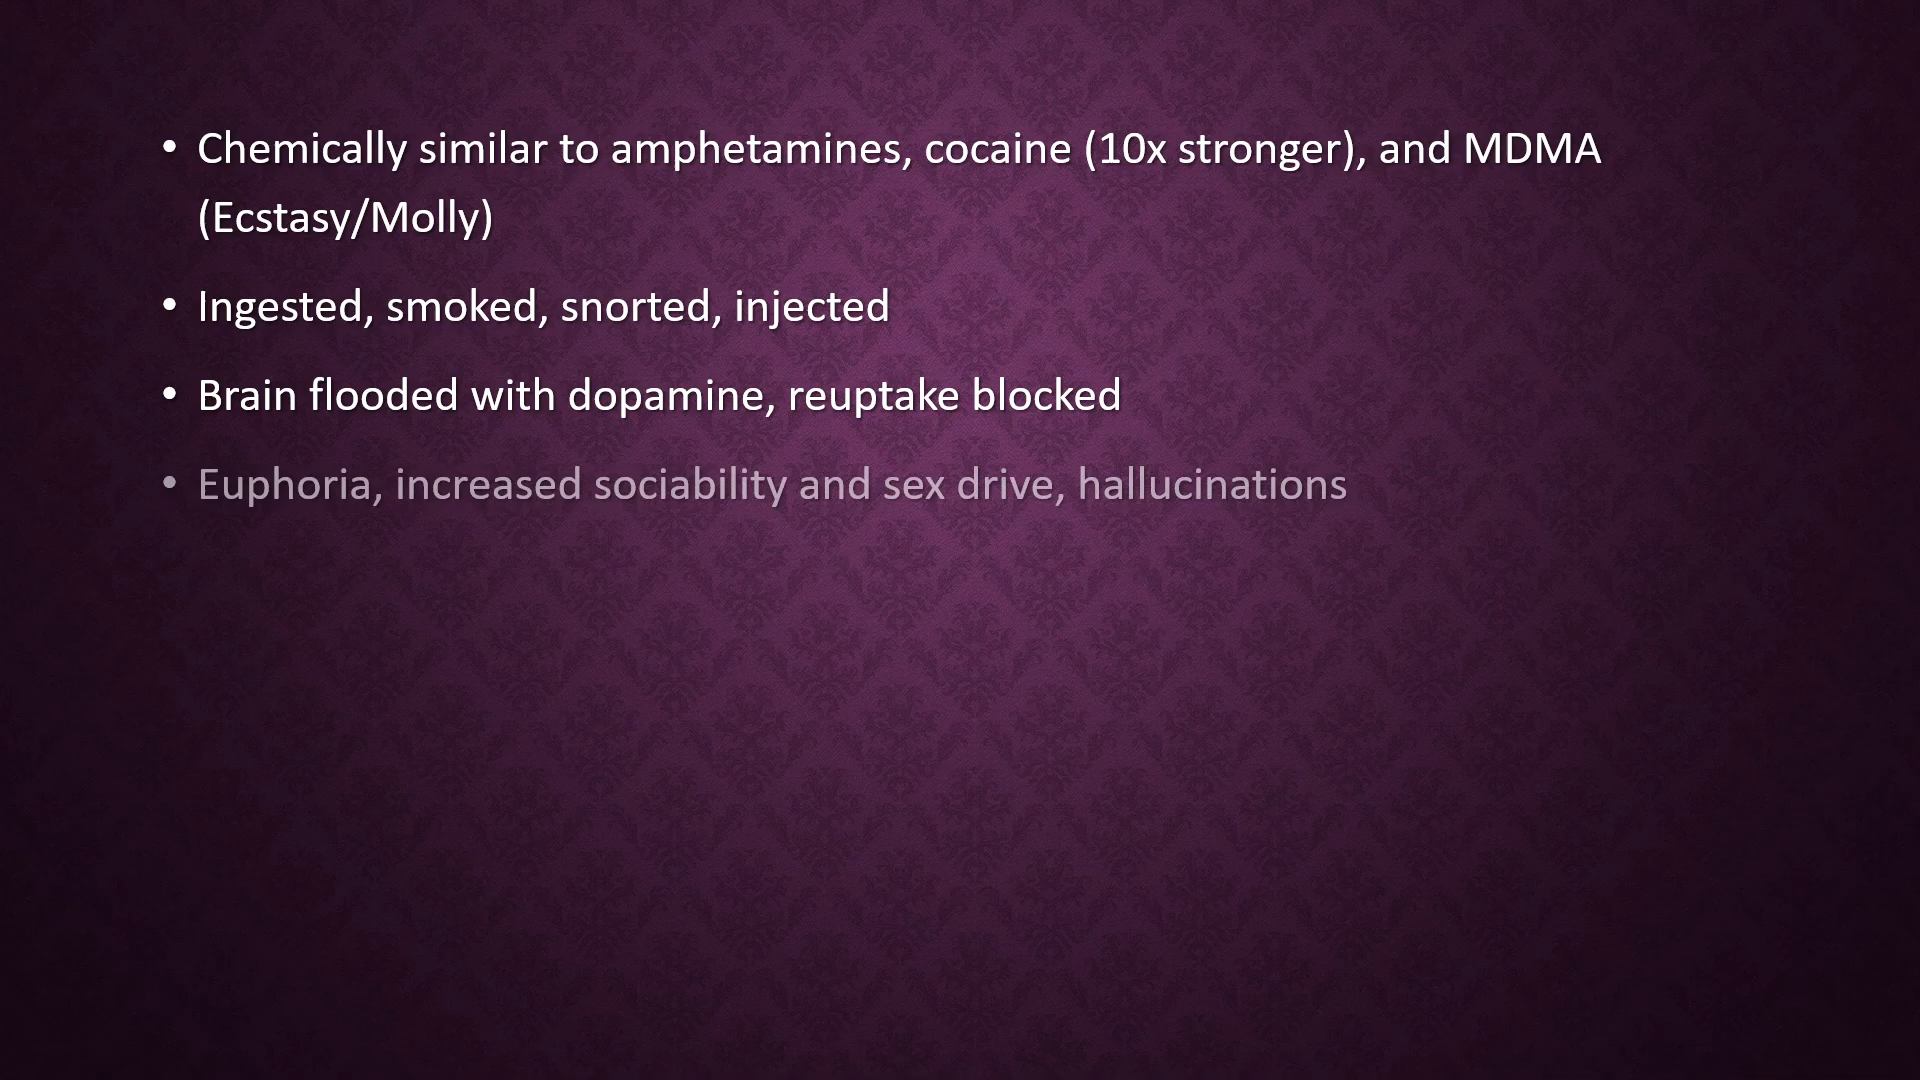 • Chemically similar to amphetamines, cocaine (10x stronger), and MDMA
(Ecstasy/Molly)
• Ingested, smoked, snorted, injected
• Brain flooded with dopamine, reuptake blocked
• Euphoria, increased sociability and sex drive, hallucinations